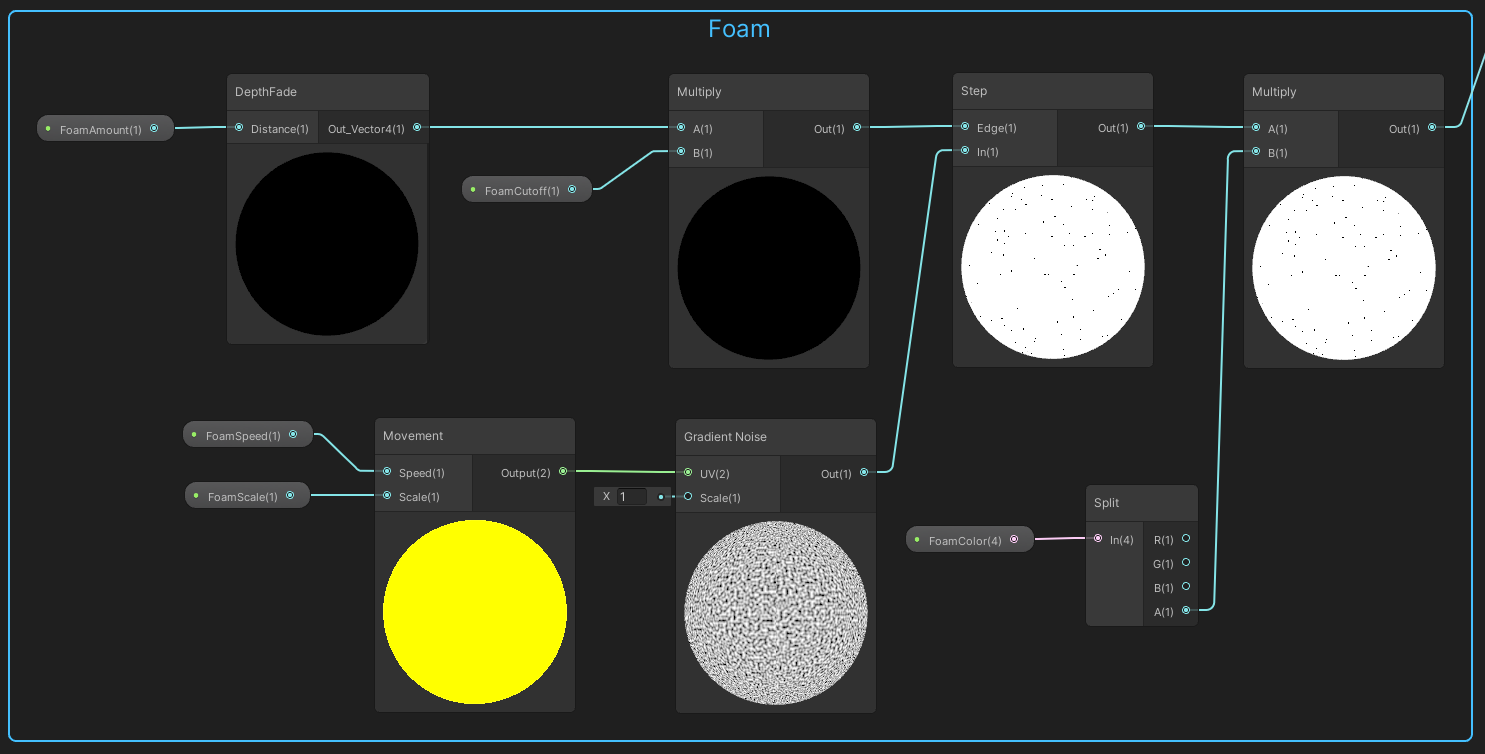 Foam
DepthFade
FoamAmount(1)
Distance(1)
Out_Vector4(1)
FoamCutoff(1)
Multiply
A(1)
B(1)
Out(1)
Step
Edge(1)
In(1)
Out(1)
Multiply
A(1)
B(1)
Out(1)
FoamSpeed(1)
FoamScale(1)
Movement
Speed(1)
Scale(1)
Output(2)
X 1
Gradient Noise
UV(2)
Scale(1)
Out(1)
FoamColor(4)
Split
In(4)
R(1)
G(1)
B(1)
A(1)